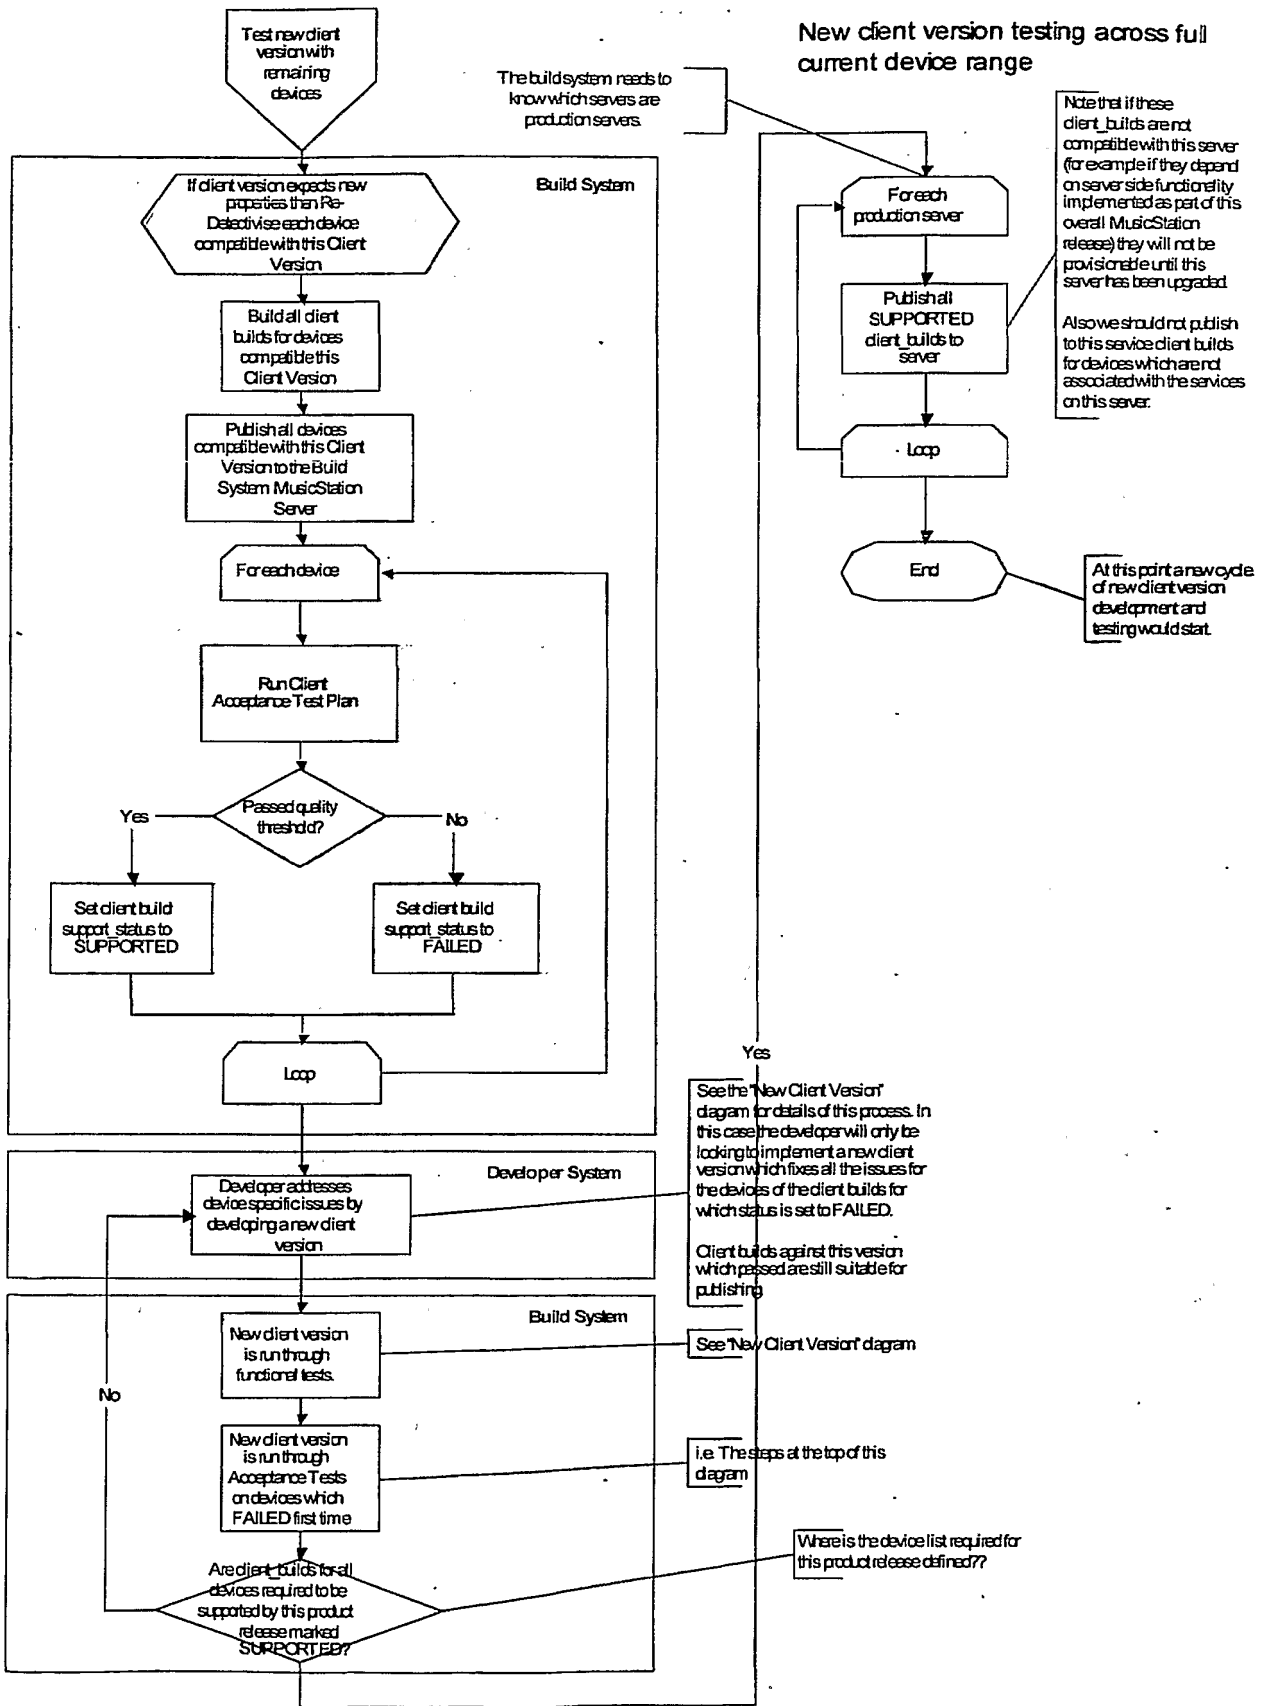 New client version testing across full
current device range
Test new client
version with
remaining
devices
The build system needs to
know which servers are
production servers.
Build System
If client version expects new
properties than Re-
Detectivise each device
compatible with this Client
Version
Build all client
builds for devices
compatible this
Client Version
Publish all devices
compatible with this Client
Version to the Build
System MusicStation
Server
For each device
Run Client
Acceptance Test Plan
Passed quality
threshold?
Yes
No
Set client build
support_status to
SUPPORTED
Set client build
support_status to
FAILED
Loop
Developer System
Developer addresses
device specific issues by
developing a new client
version
See the "New Client Version"
diagram for details of this process. In
this case the developer will only be
looking to implement a new client
version which fixes all the issues for
the devices of the client builds for
which status is set to FAILED.
Client builds against this version
which passed are still suitable for
publishing
Build System
New client version
is run through
functional tests.
See "New Client Version" diagram
New client version
is run through
Acceptance Tests
on devices which
FAILED first time
i.e. The steps at the top of this
diagram
Are client_builds for all
devices required to be
supported by this product
release marked
SUPPORTED?
Where is the device list required for
this product release defined??
No
Yes
For each
production server
Publish all
SUPPORTED
client_builds to
server
Note that if these
client_builds are not
compatible with this server
(for example if they depend
on server side functionality
implemented as part of this
overall MusicStation
release) they will not be
provisionable until this
server has been upgraded.
Also we should not publish
to this service client builds
for devices which are not
associated with the services
on this server.
Loop
End
At this point a new cycle
of new client version
development and
testing would start.